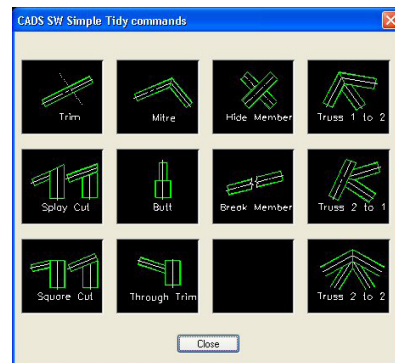 CADS SW Simple Tidy commands
Trim
Mitre
Hide Member
Truss 1 to 2
Splay Cut
Butt
Break Member
Truss 2 to 1
Square Cut
Through Trim
Truss 2 to 2
Close